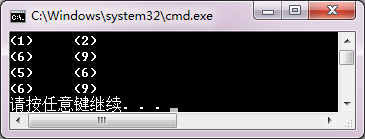 C:\Windows\system32\cmd.exe
(1) (2)
(6) (9)
(5) (6)
(6) (9)
请按任意键继续. . .